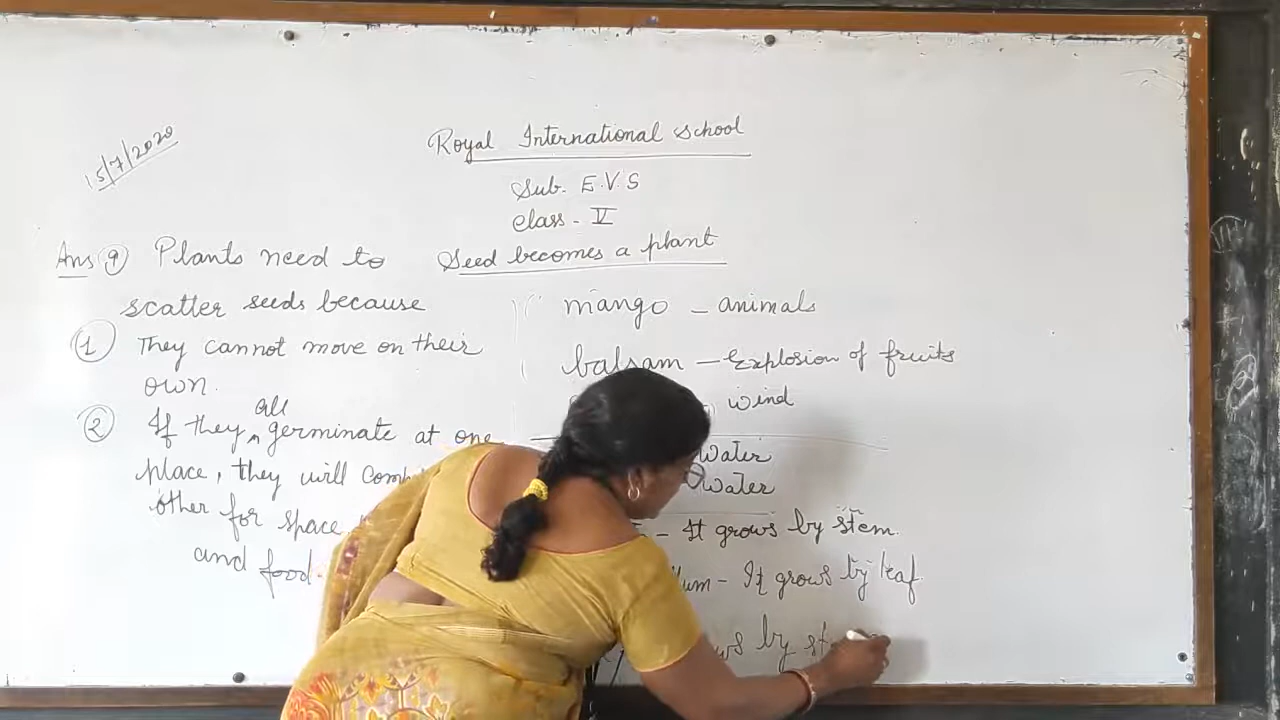 15/7/2020
Royal International School
Sub. E.V.S
Class - V
Seed becomes a plant
Ans 9 Plants need to
scatter seeds because
1 They cannot move on their
own.
2 If they all germinate at one
place, they will
other for space
and food
mango - animals
balsam - Explosion of fruits
wind
water
water
- It grows by stem.
- It grows by leaf
by